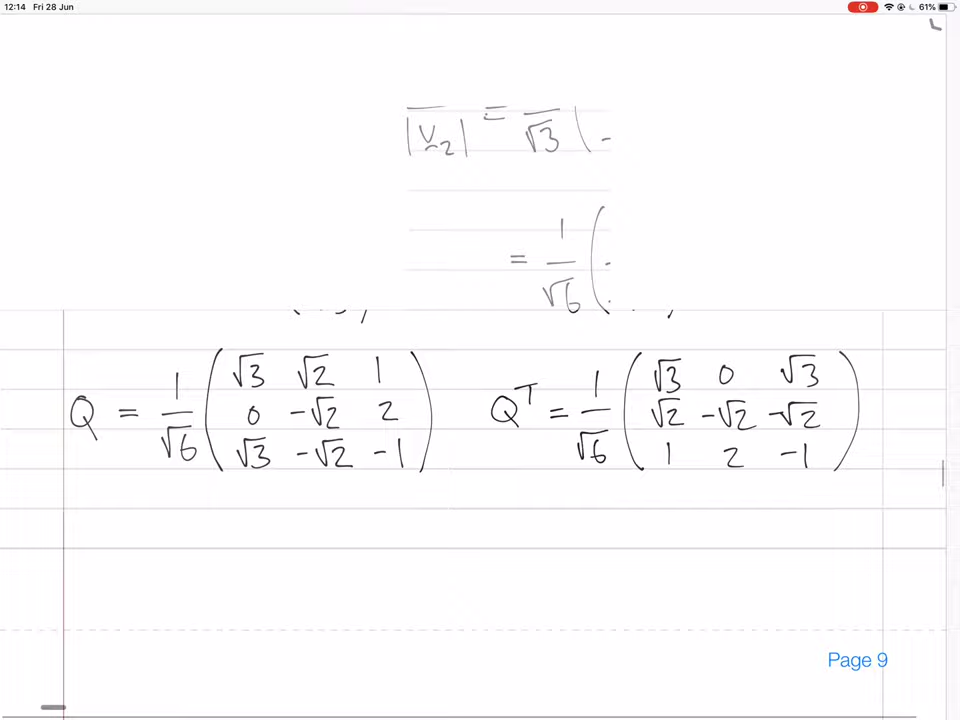 12:14 Fri 28 Jun 61%
|v₂| = √3 ( -
= 1/√6 ( -
Q = 1/√6 ( √3 √2 1 Qᵀ = 1/√6 ( √3 0 √3
0 -√2 2 √2 -√2 -√2
√3 -√2 -1 ) 1 2 -1 )
Page 9